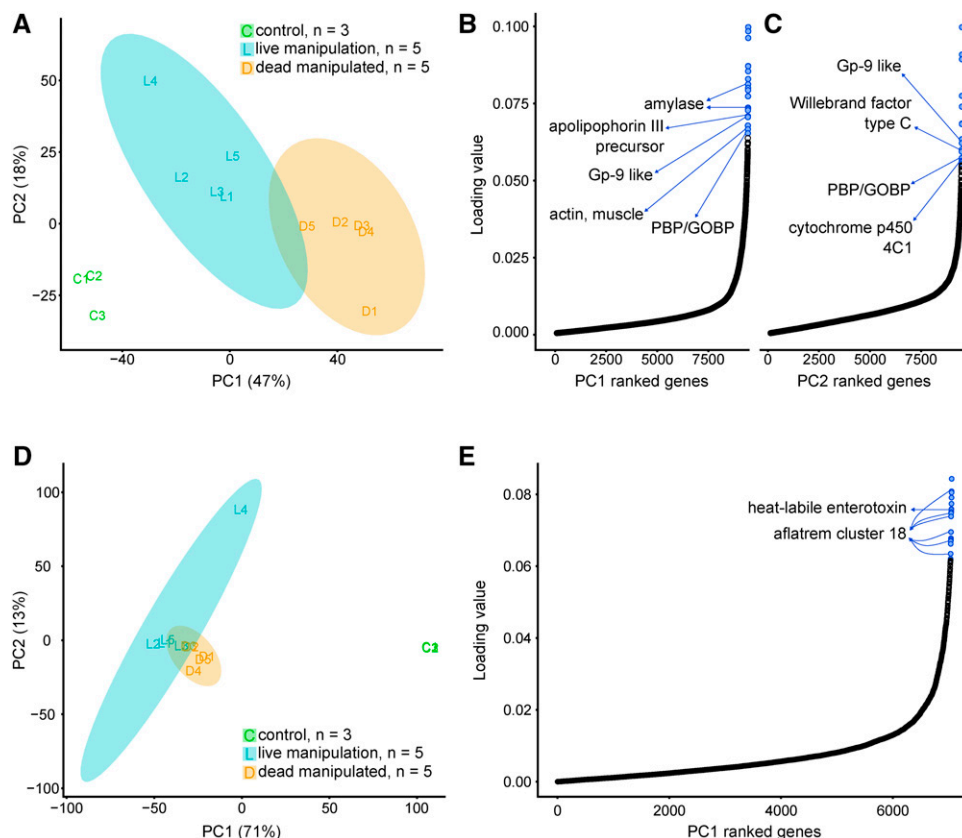 A
C control, n = 3
L live manipulation, n = 5
D dead manipulated, n = 5
50
25
0
−25
PC2 (18%)
L4
L5
L2
L3
L1
D5
D2
D3
D4
D1
C1
C2
C3
−40
0
40
PC1 (47%)
B
0.100
0.075
0.050
0.025
0.000
Loading value
amylase
apolipophorin III
precursor
Gp-9 like
actin, muscle
PBP/GOBP
0
2500
5000
7500
PC1 ranked genes
C
Gp-9 like
Willebrand factor
type C
PBP/GOBP
cytochrome p450
4C1
0
2500
5000
7500
PC2 ranked genes
D
100
50
0
−50
−100
PC2 (13%)
L4
L5
D1
D5
D4
C control, n = 3
L live manipulation, n = 5
D dead manipulated, n = 5
−100
−50
0
50
100
PC1 (71%)
E
0.08
0.06
0.04
0.02
0.00
Loading value
heat-labile enterotoxin
aflatrem cluster 18
0
2000
4000
6000
PC1 ranked genes